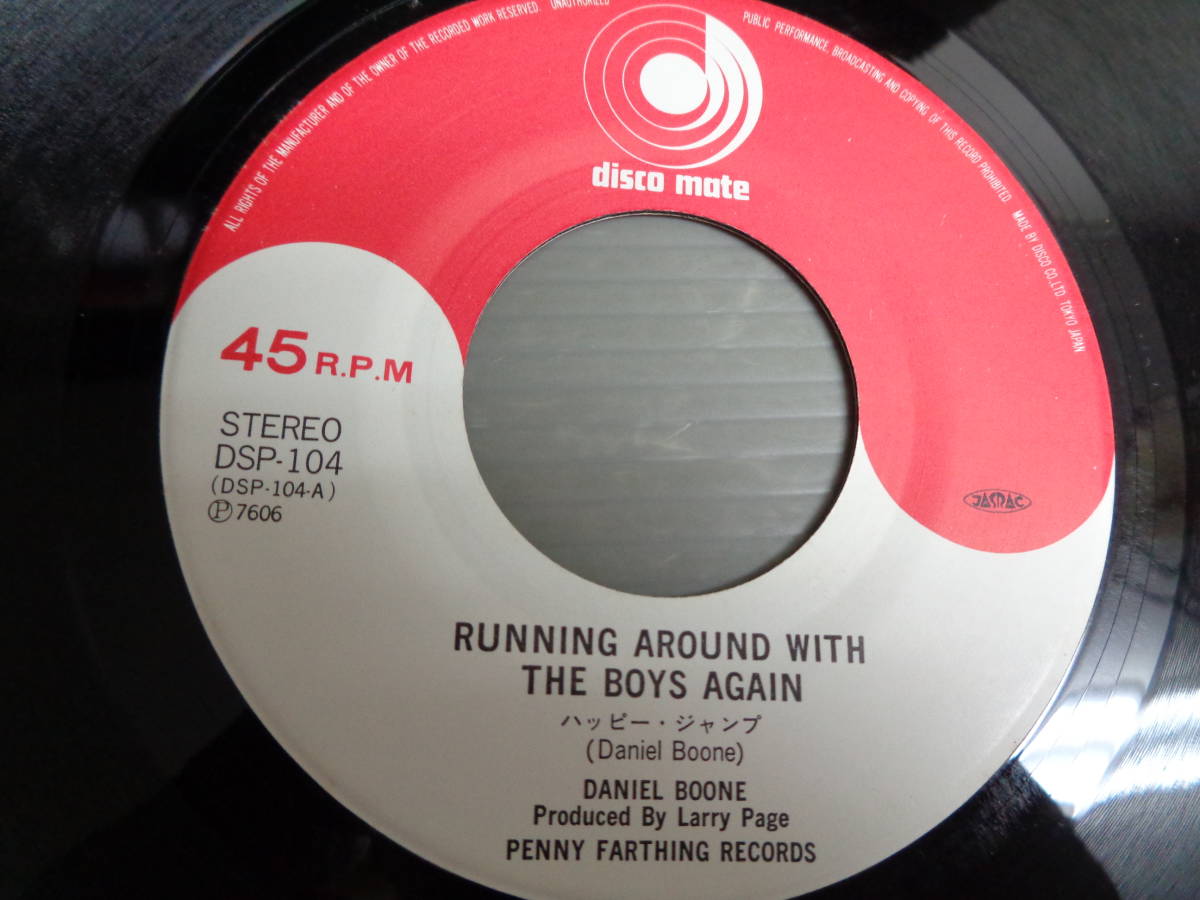 ALL RIGHTS OF THE MANUFACTURER AND OF THE OWNER OF THE RECORDED WORK RESERVED. UNAUTHORIZED PUBLIC PERFORMANCE, BROADCASTING AND COPYING OF THIS RECORD PROHIBITED. MADE BY DISCO CO., LTD. TOKYO JAPAN
disco mate
45 R.P.M
STEREO
DSP-104
(DSP-104-A)
Ⓟ7606
JASRAC
RUNNING AROUND WITH
THE BOYS AGAIN
ハッピー・ジャンプ
(Daniel Boone)
DANIEL BOONE
Produced By Larry Page
PENNY FARTHING RECORDS